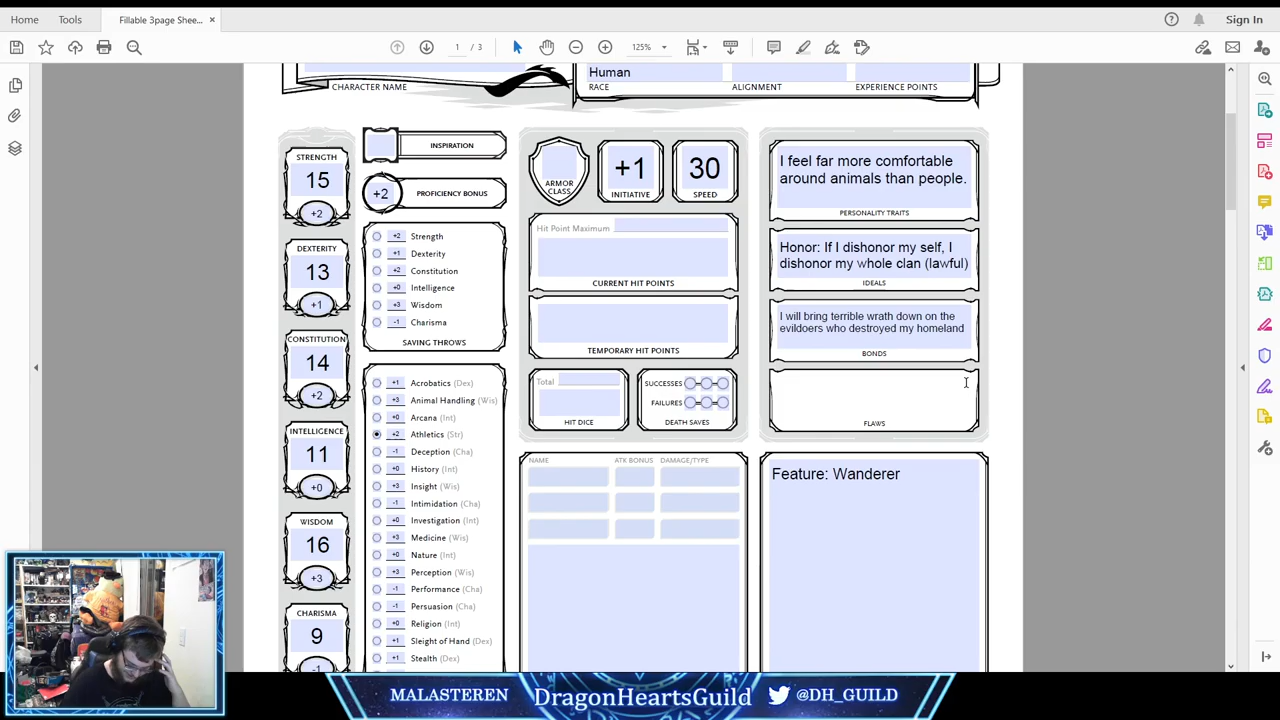 Home
Tools
Fillable 3page Shee...
Sign In
1 / 3
125%
Human
CHARACTER NAME
RACE
ALIGNMENT
EXPERIENCE POINTS
STRENGTH
15
+2
DEXTERITY
13
+1
CONSTITUTION
14
+2
INTELLIGENCE
11
+0
WISDOM
16
+3
CHARISMA
9
-1
INSPIRATION
+2
PROFICIENCY BONUS
+2 Strength
+1 Dexterity
+2 Constitution
+0 Intelligence
+3 Wisdom
-1 Charisma
SAVING THROWS
+1 Acrobatics (Dex)
+3 Animal Handling (Wis)
+0 Arcana (Int)
+2 Athletics (Str)
-1 Deception (Cha)
+0 History (Int)
+3 Insight (Wis)
-1 Intimidation (Cha)
+0 Investigation (Int)
+3 Medicine (Wis)
+0 Nature (Int)
+3 Perception (Wis)
-1 Performance (Cha)
-1 Persuasion (Cha)
+0 Religion (Int)
+1 Sleight of Hand (Dex)
+1 Stealth (Dex)
ARMOR
CLASS
+1
INITIATIVE
30
SPEED
Hit Point Maximum
CURRENT HIT POINTS
TEMPORARY HIT POINTS
Total
HIT DICE
SUCCESSES
FAILURES
DEATH SAVES
NAME
ATK BONUS
DAMAGE/TYPE
I feel far more comfortable
around animals than people.
PERSONALITY TRAITS
Honor: If I dishonor my self, I
dishonor my whole clan (lawful)
IDEALS
I will bring terrible wrath down on the
evildoers who destroyed my homeland
BONDS
FLAWS
Feature: Wanderer
MALASTEREN
DragonHeartsGuild
@DH_GUILD